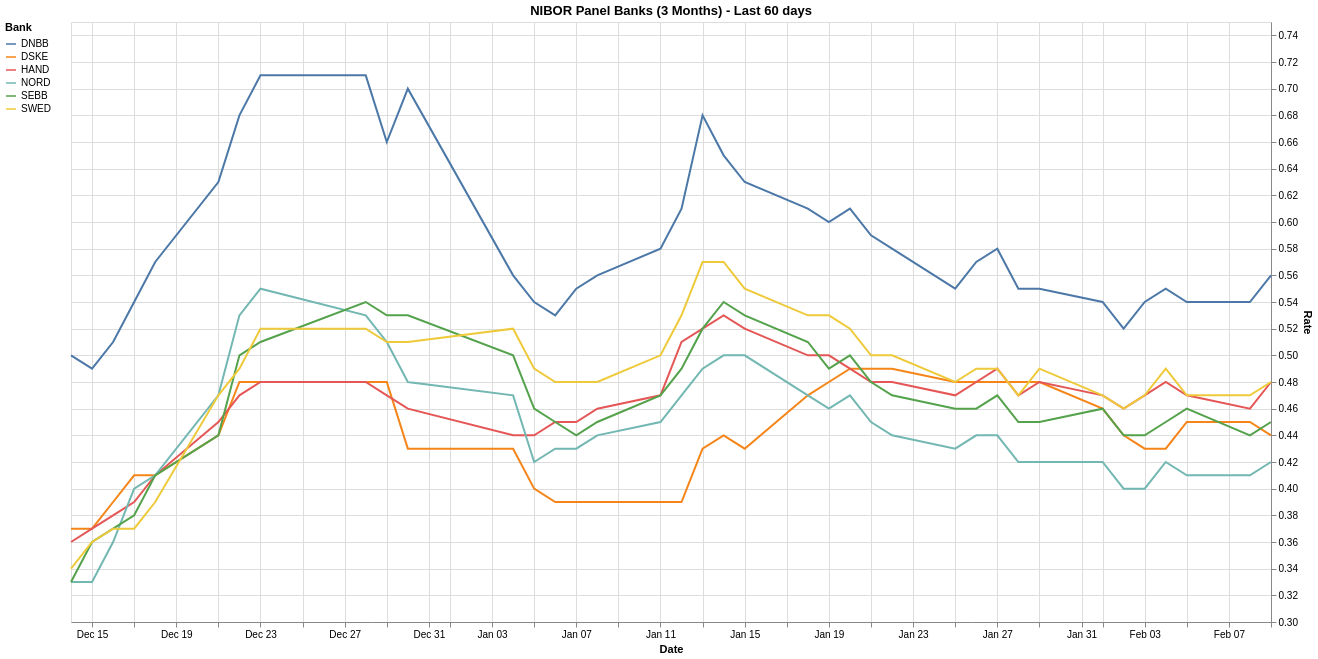 NIBOR Panel Banks (3 Months) - Last 60 days
Bank
DNBB
DSKE
HAND
NORD
SEBB
SWED
0.74
0.72
0.70
0.68
0.66
0.64
0.62
0.60
0.58
0.56
0.54
0.52
0.50
0.48
0.46
0.44
0.42
0.40
0.38
0.36
0.34
0.32
0.30
Rate
Dec 15 Dec 19 Dec 23 Dec 27 Dec 31 Jan 03 Jan 07 Jan 11 Jan 15 Jan 19 Jan 23 Jan 27 Jan 31 Feb 03 Feb 07
Date